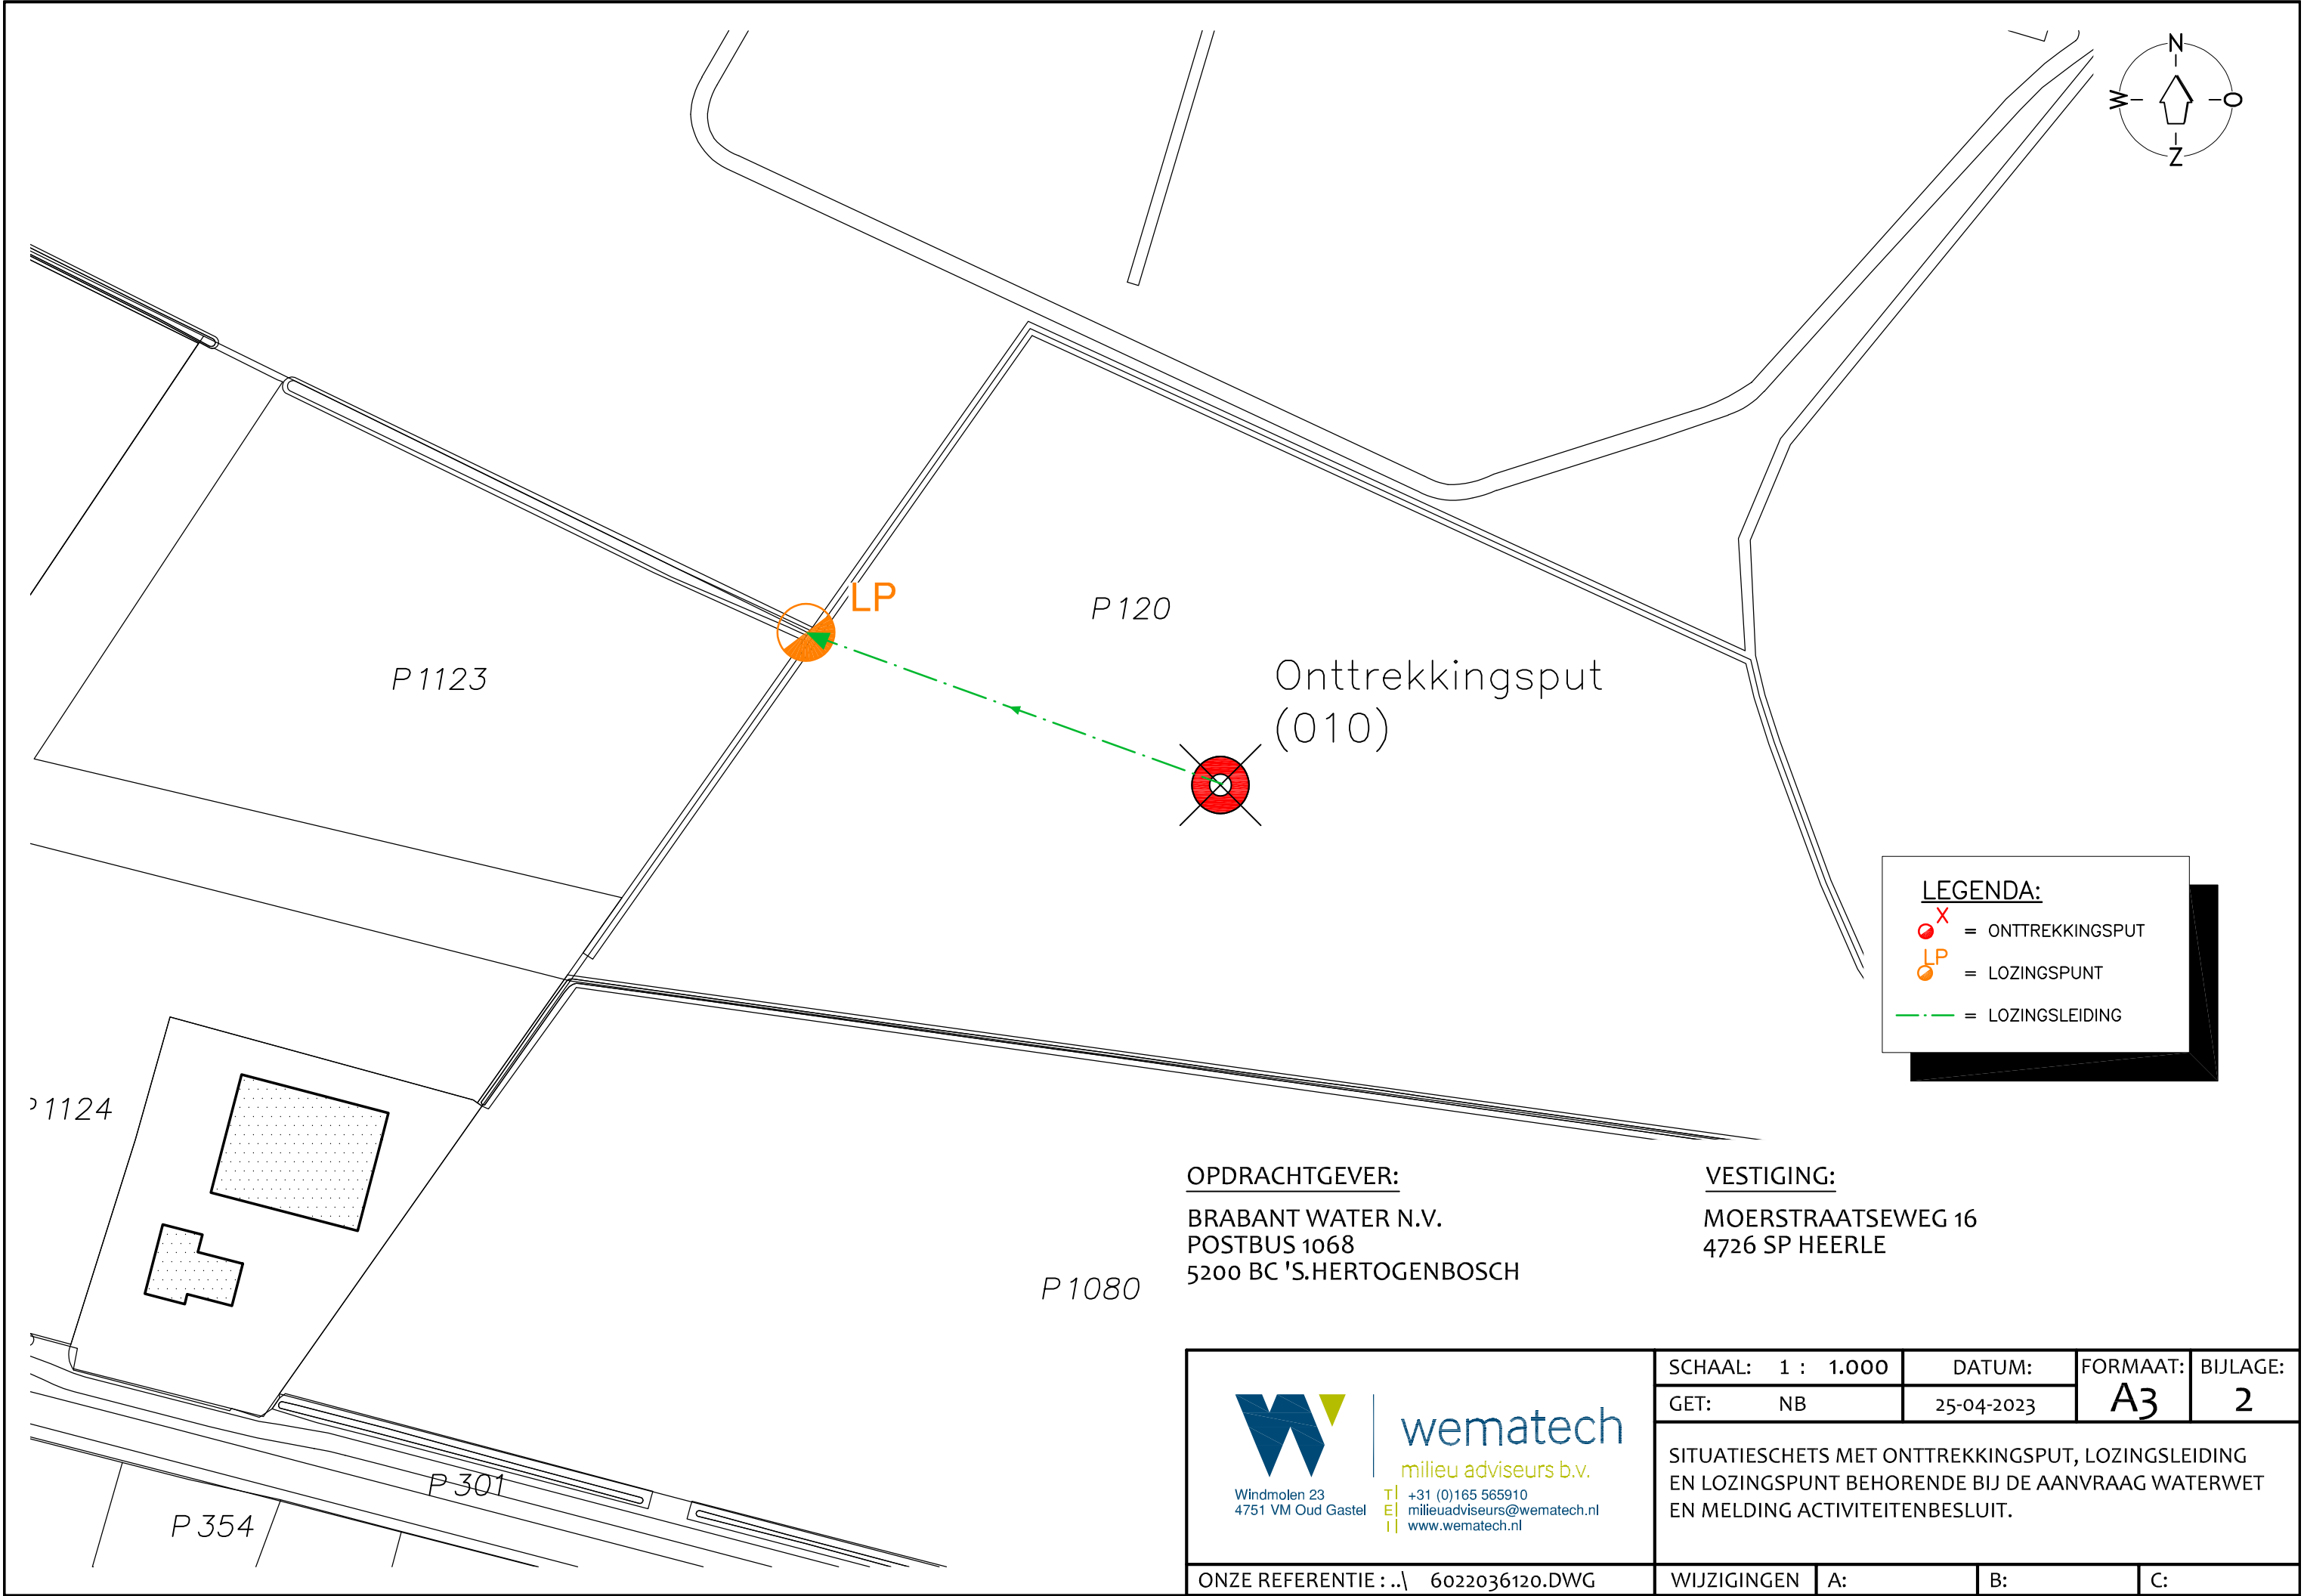 N
W
O
Z
LP
P 120
P 1123
Onttrekkingsput
(010)
LEGENDA:
X
= ONTTREKKINGSPUT
LP
= LOZINGSPUNT
= LOZINGSLEIDING
1124
OPDRACHTGEVER:
BRABANT WATER N.V.
POSTBUS 1068
5200 BC 'S.HERTOGENBOSCH
VESTIGING:
MOERSTRAATSEWEG 16
4726 SP HEERLE
P 1080
P 301
P 354
wematech
milieu adviseurs b.v.
Windmolen 23
4751 VM Oud Gastel
T +31 (0)165 565910
E milieuadviseurs@wematech.nl
I www.wematech.nl
SCHAAL: 1 : 1.000
DATUM:
FORMAAT:
BIJLAGE:
GET: NB
25-04-2023
A3
2
SITUATIESCHETS MET ONTTREKKINGSPUT, LOZINGSLEIDING
EN LOZINGSPUNT BEHORENDE BIJ DE AANVRAAG WATERWET
EN MELDING ACTIVITEITENBESLUIT.
ONZE REFERENTIE : ..\ 6022036120.DWG
WIJZIGINGEN
A:
B:
C: